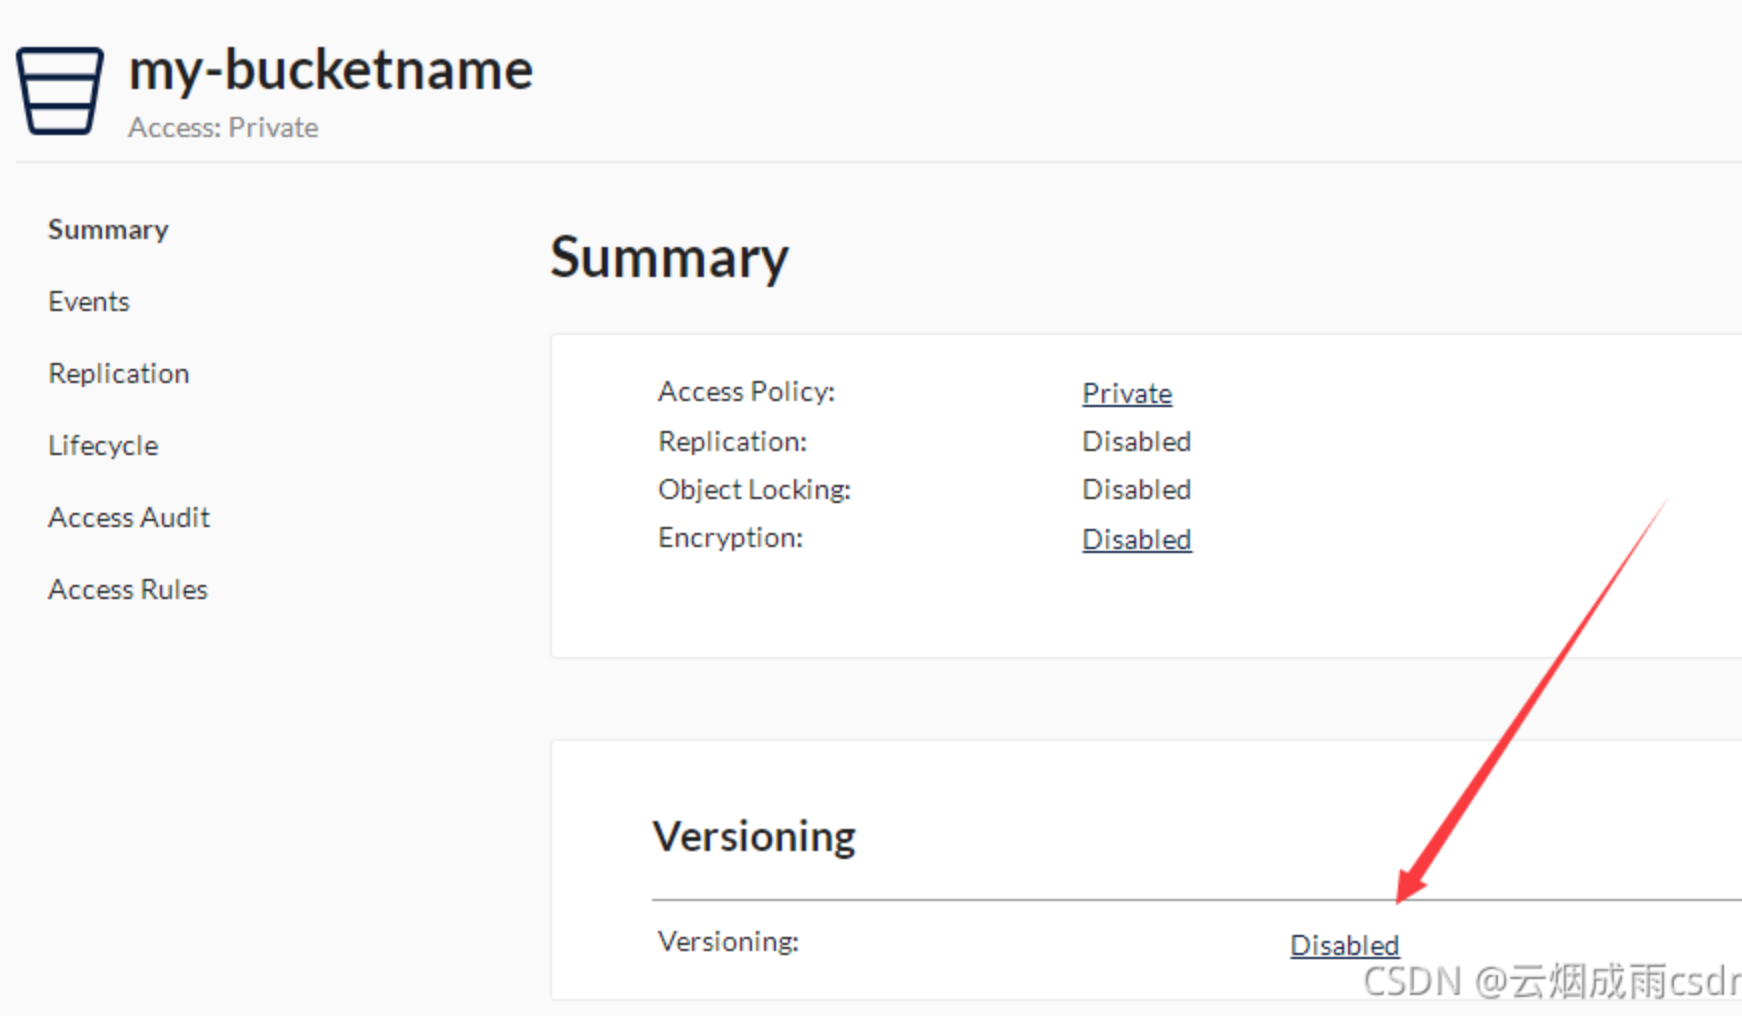 my-bucketname
Access: Private
Summary
Events
Replication
Lifecycle
Access Audit
Access Rules
Summary
Access Policy: Private
Replication: Disabled
Object Locking: Disabled
Encryption: Disabled
Versioning
Versioning: Disabled
CSDN @云烟成雨csdn